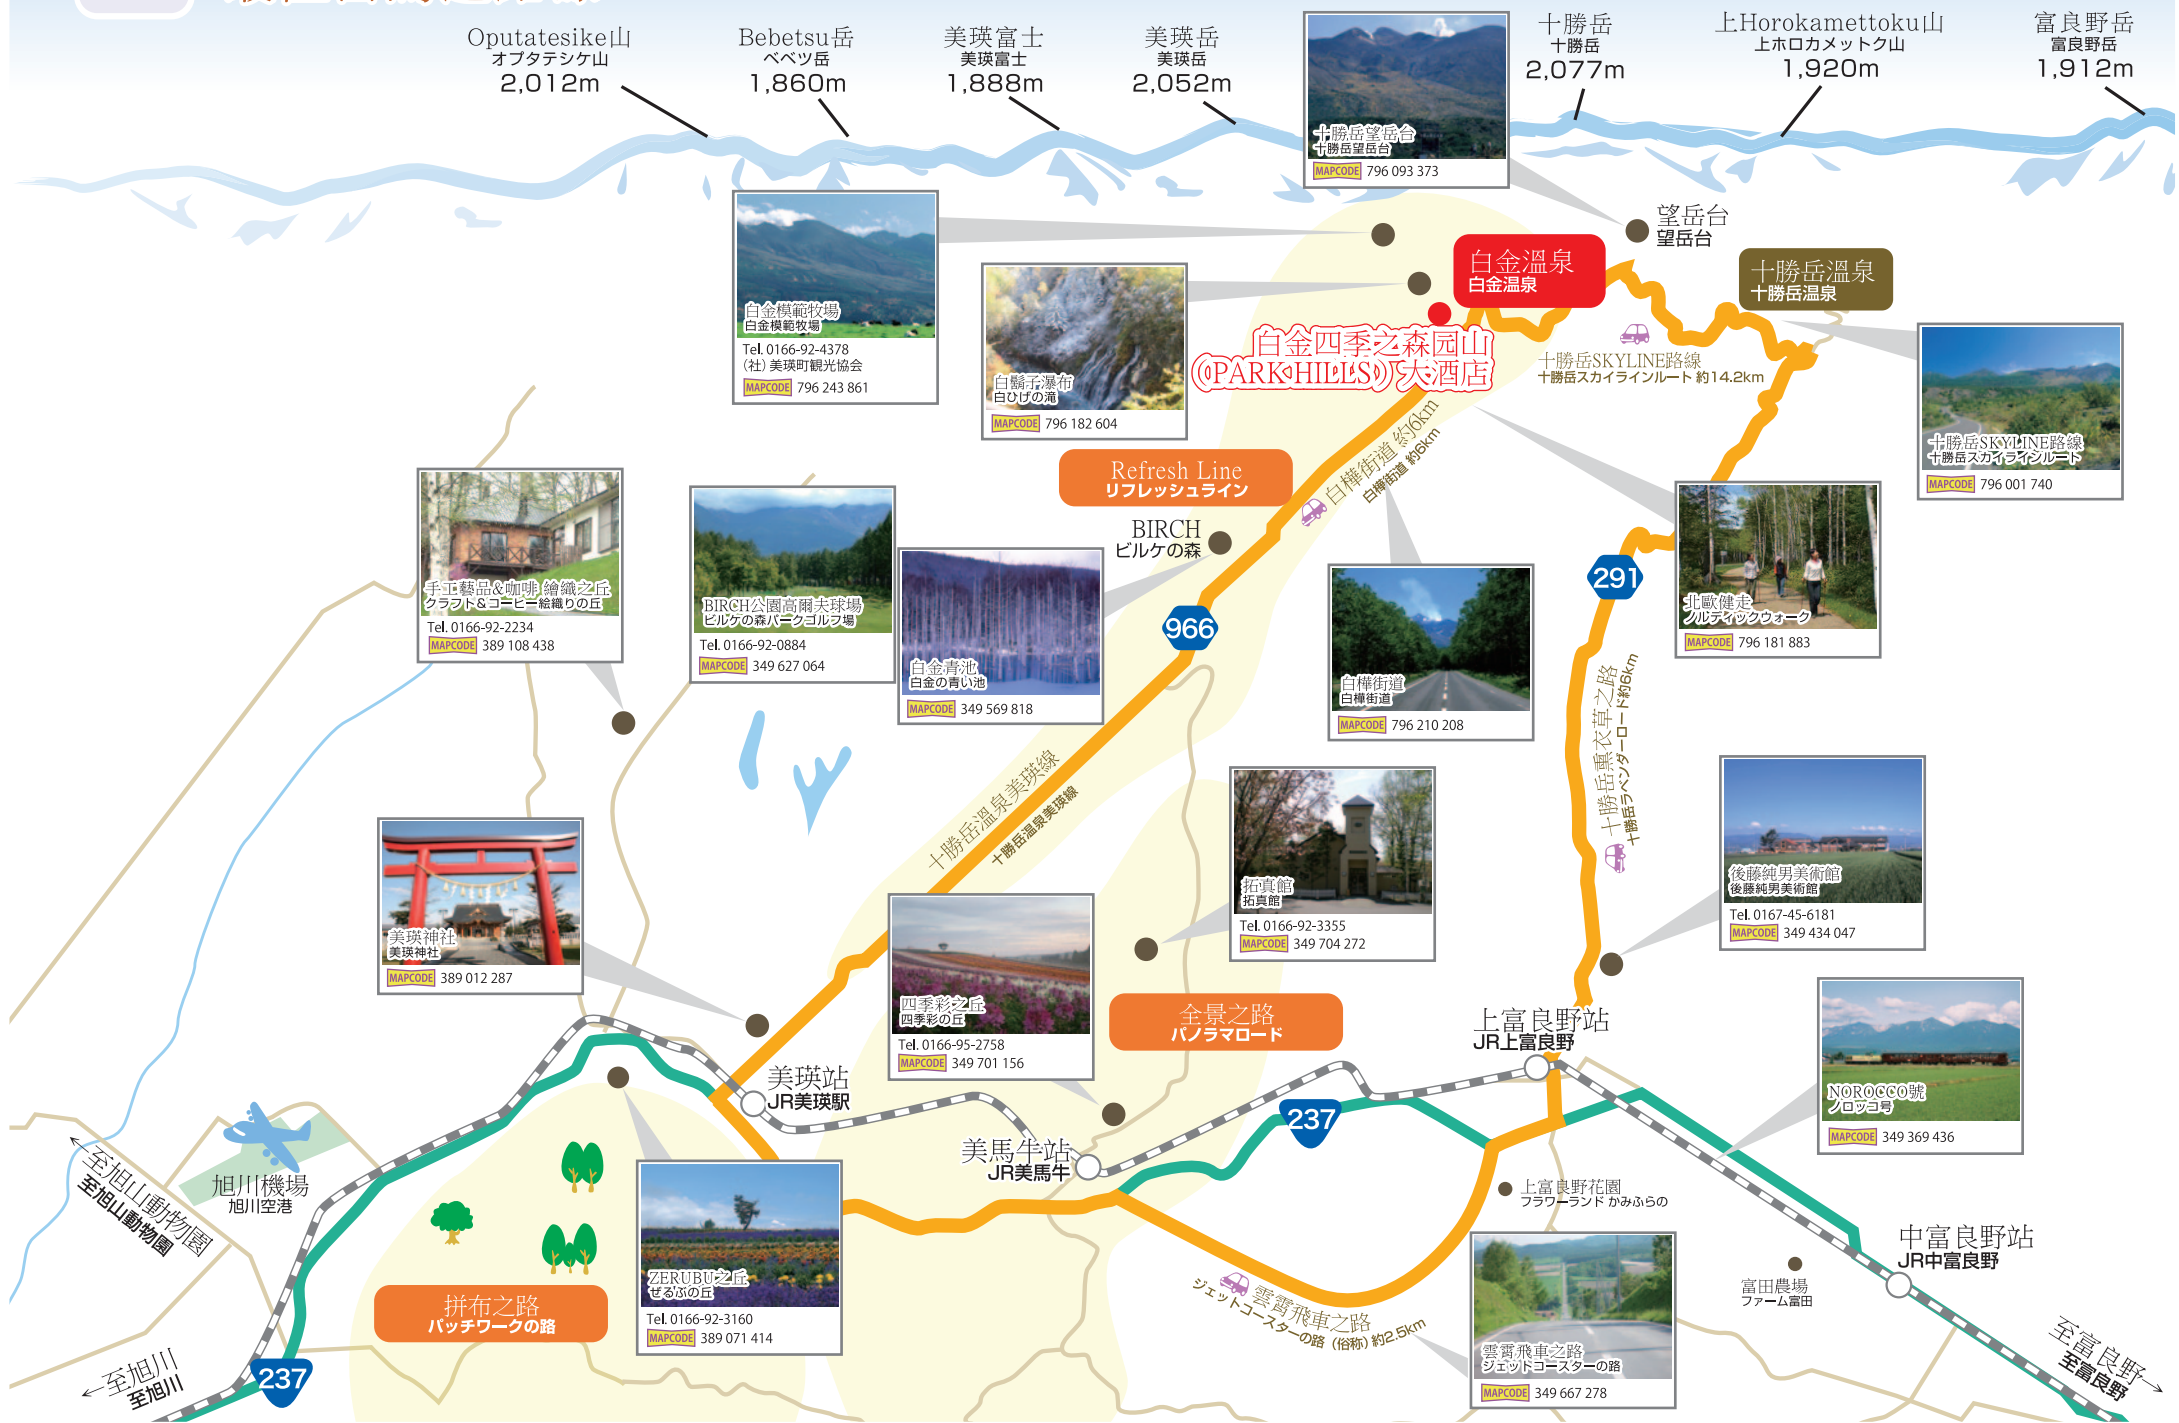 Oputatesike山
オプタテシケ山
2,012m
Bebetsu岳
ベベツ岳
1,860m
美瑛富士
美瑛富士
1,888m
美瑛岳
美瑛岳
2,052m
十勝岳
十勝岳
2,077m
上Horokamettoku山
上ホロカメットク山
1,920m
富良野岳
富良野岳
1,912m
十勝岳望岳台
十勝岳望岳台
MAPCODE 796 093 373
望岳台
望岳台
白金模範牧場
白金模範牧場
Tel. 0166-92-4378
(社)美瑛町観光協会
MAPCODE 796 243 861
白鬍子瀑布
白ひげの滝
MAPCODE 796 182 604
白金溫泉
白金温泉
十勝岳溫泉
十勝岳温泉
白金四季之森园山
(PARK HILLS) 大酒店
十勝岳SKYLINE路線
十勝岳スカイラインルート 約14.2km
十勝岳SKYLINE路線
十勝岳スカイラインルート
MAPCODE 796 001 740
Refresh Line
リフレッシュライン
白樺街道 約6km
白樺街道 約6km
BIRCH
ビルケの森
手工藝品&咖啡 繪織之丘
クラフト&コーヒー絵織りの丘
Tel. 0166-92-2234
MAPCODE 389 108 438
BIRCH公園高爾夫球場
ビルケの森パークゴルフ場
Tel. 0166-92-0884
MAPCODE 349 627 064
白金青池
白金の青い池
MAPCODE 349 569 818
966
291
白樺街道
白樺街道
MAPCODE 796 210 208
北歐健走
ノルディックウォーク
MAPCODE 796 181 883
十勝岳薰衣草之路
十勝岳ラベンダーロード約6km
十勝岳溫泉美瑛線
十勝岳温泉美瑛線
美瑛神社
美瑛神社
MAPCODE 389 012 287
拓真館
拓真館
Tel. 0166-92-3355
MAPCODE 349 704 272
後藤純男美術館
後藤純男美術館
Tel. 0167-45-6181
MAPCODE 349 434 047
四季彩之丘
四季彩の丘
Tel. 0166-95-2758
MAPCODE 349 701 156
全景之路
パノラマロード
上富良野站
JR上富良野
NOROCCO號
ノロッコ号
MAPCODE 349 369 436
美瑛站
JR美瑛駅
美馬牛站
JR美馬牛
237
至旭山動物園
至旭山動物園
旭川機場
旭川空港
上富良野花園
フラワーランド かみふらの
ZERUBU之丘
ぜるぶの丘
Tel. 0166-92-3160
MAPCODE 389 071 414
拼布之路
パッチワークの路
雲霄飛車之路
ジェットコースターの路 (俗称) 約2.5km
雲霄飛車之路
ジェットコースターの路
MAPCODE 349 667 278
中富良野站
JR中富良野
富田農場
ファーム富田
至旭川
至旭川
237
至富良野
至富良野